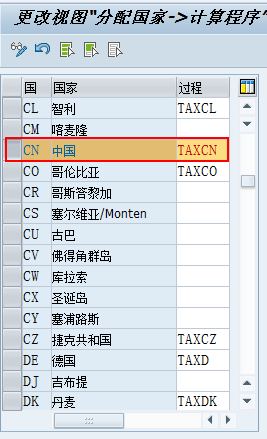 更改视图"分配国家->计算程序"
国 国家 过程
CL 智利 TAXCL
CM 喀麦隆
CN 中国 TAXCN
CO 哥伦比亚 TAXCO
CR 哥斯答黎加
CS 塞尔维亚/Monten
CU 古巴
CV 佛得角群岛
CW 库拉索
CX 圣诞岛
CY 塞浦路斯
CZ 捷克共和国 TAXCZ
DE 德国 TAXD
DJ 吉布提
DK 丹麦 TAXDK